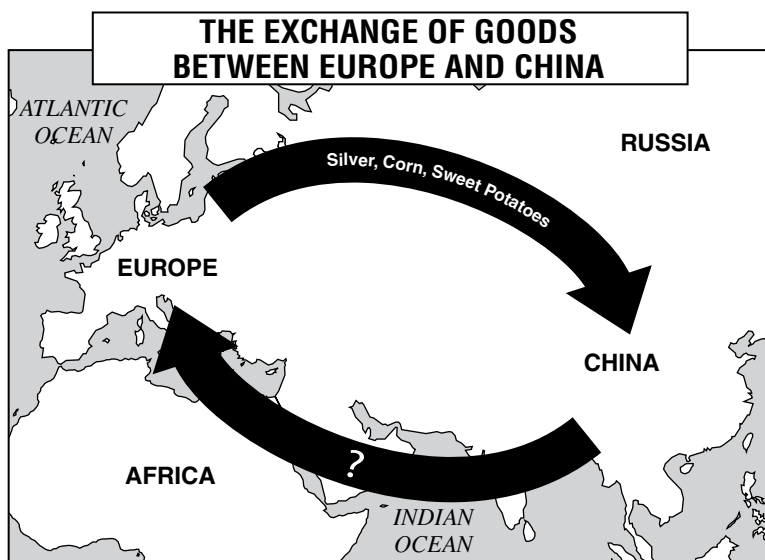 THE EXCHANGE OF GOODS
BETWEEN EUROPE AND CHINA
ATLANTIC
OCEAN
RUSSIA
Silver, Corn, Sweet Potatoes
EUROPE
CHINA
?
AFRICA
INDIAN
OCEAN